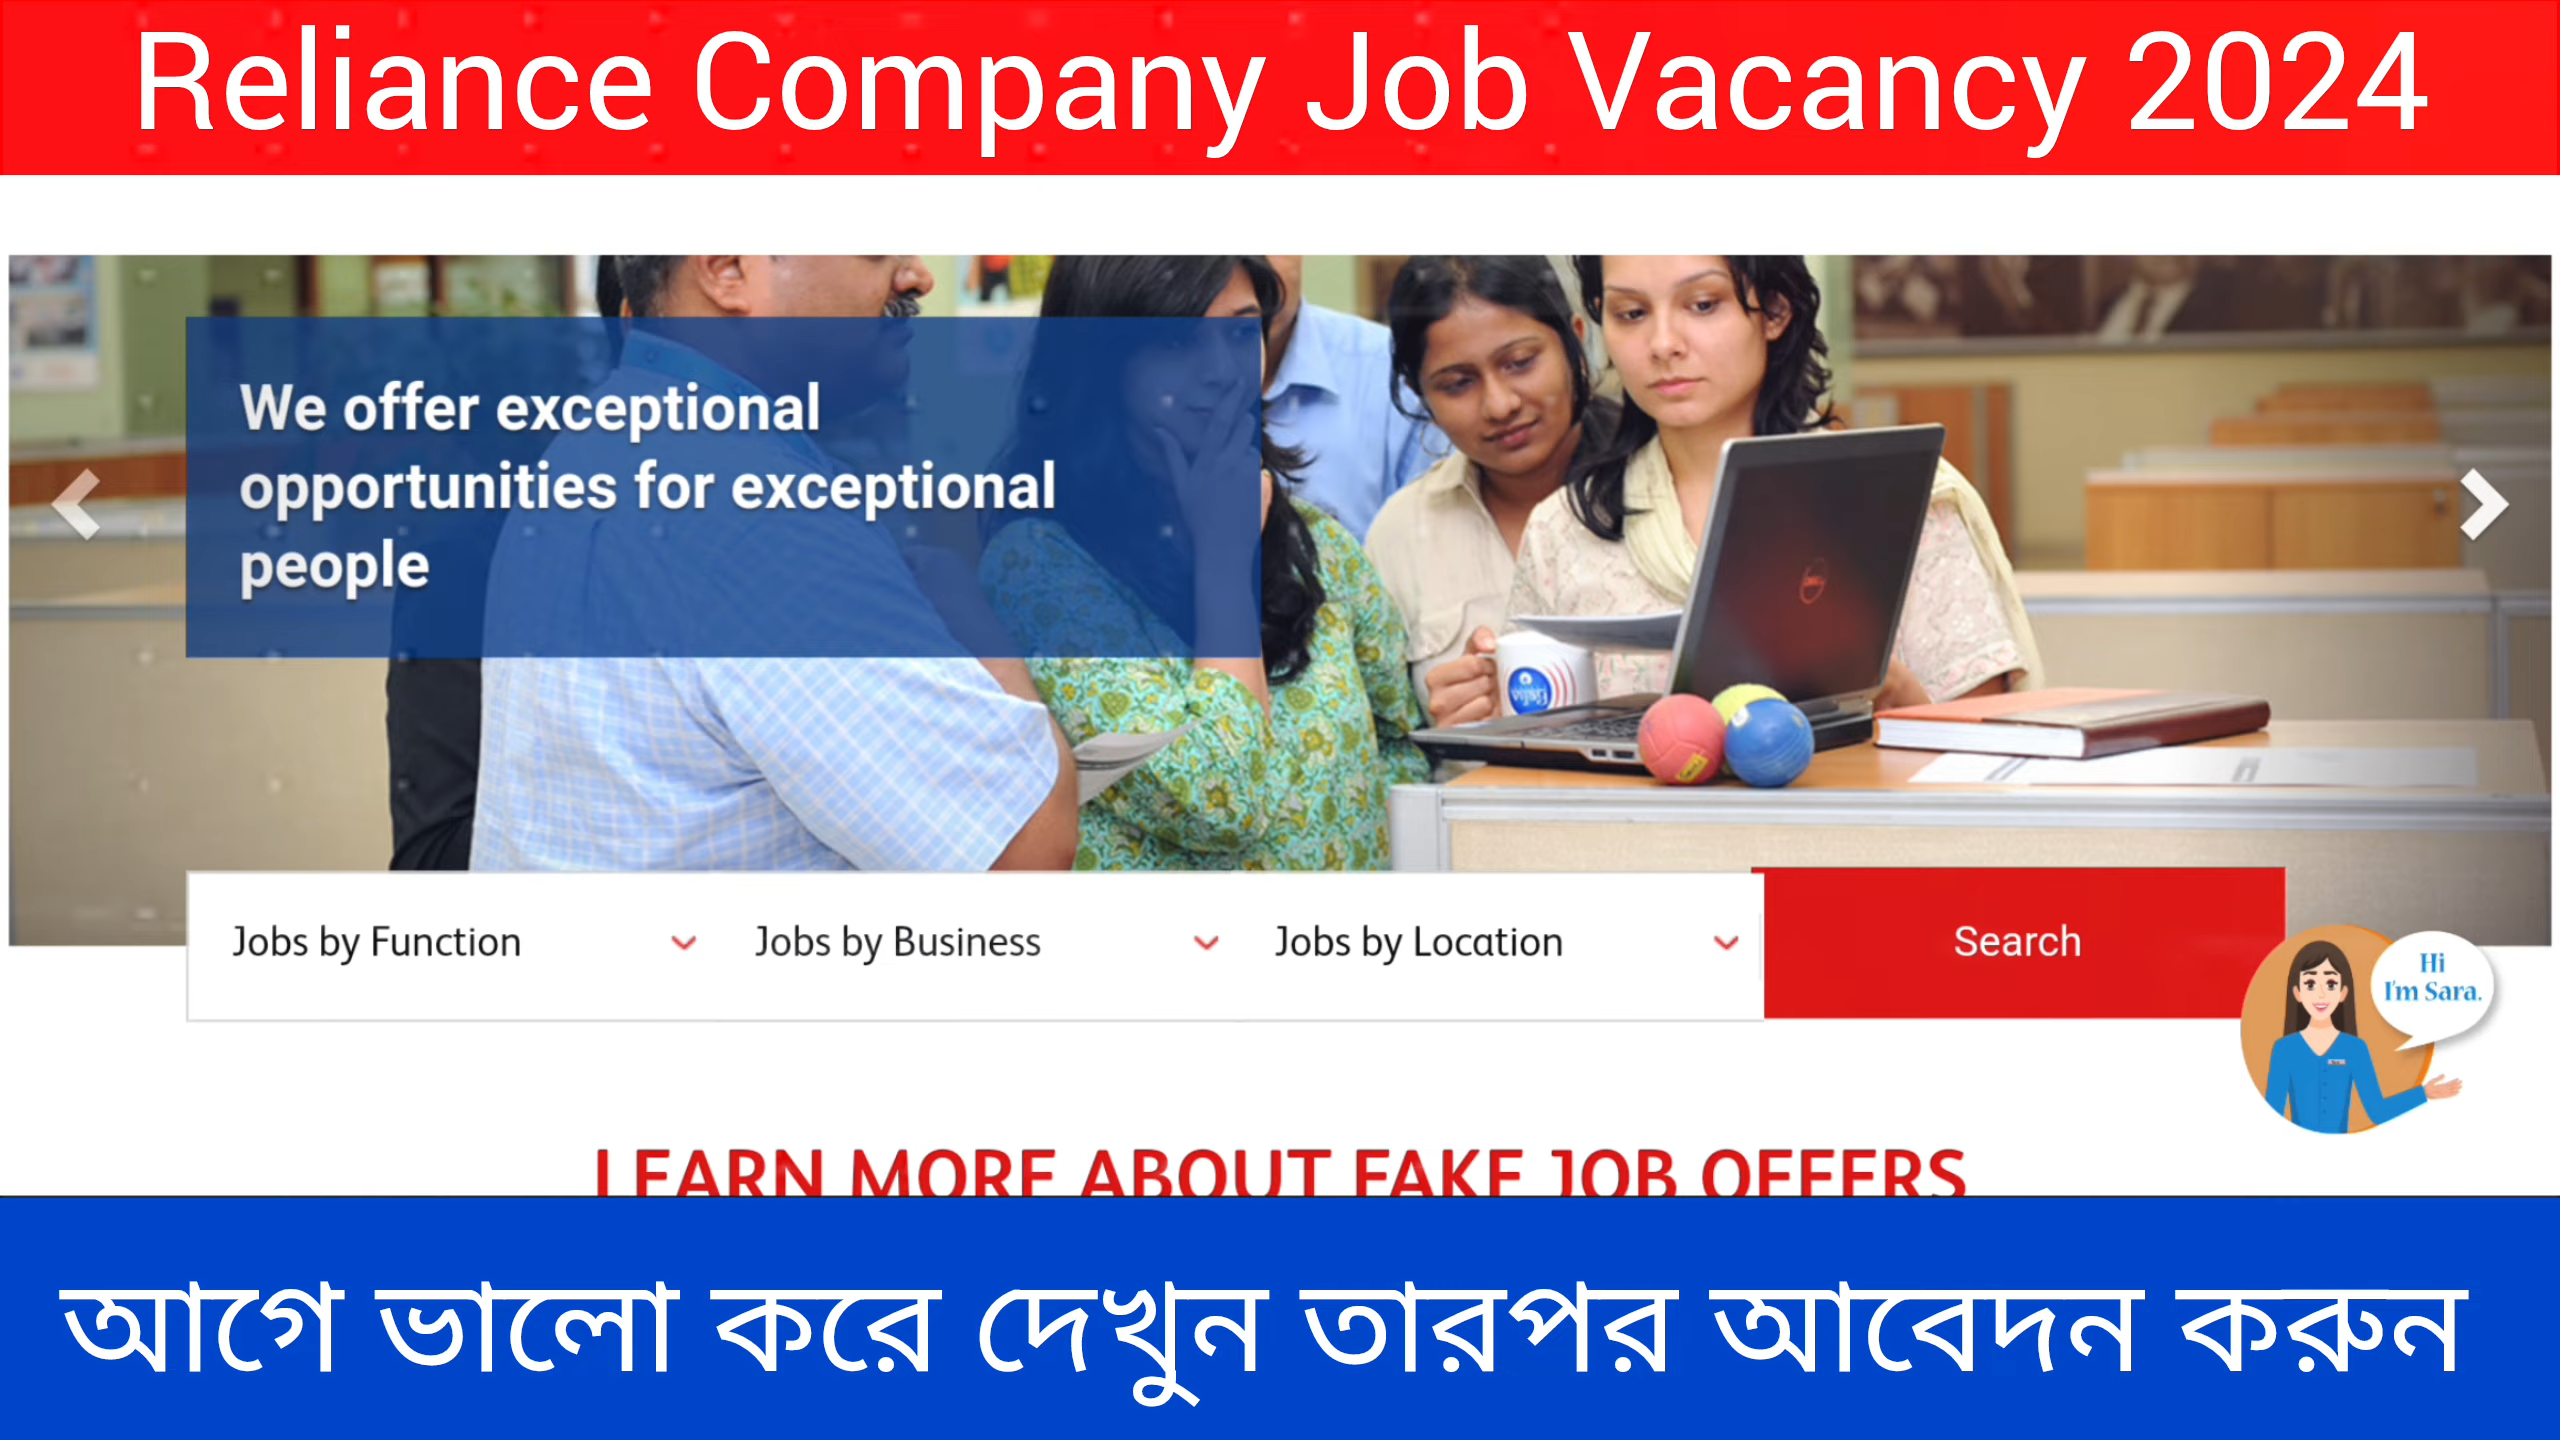 Reliance Company Job Vacancy 2024
We offer exceptional
opportunities for exceptional
people
Jobs by Function
Jobs by Business
Jobs by Location
Search
Hi
I'm Sara.
LEARN MORE ABOUT FAKE JOB OFFERS
আগে ভালো করে দেখুন তারপর আবেদন করুন